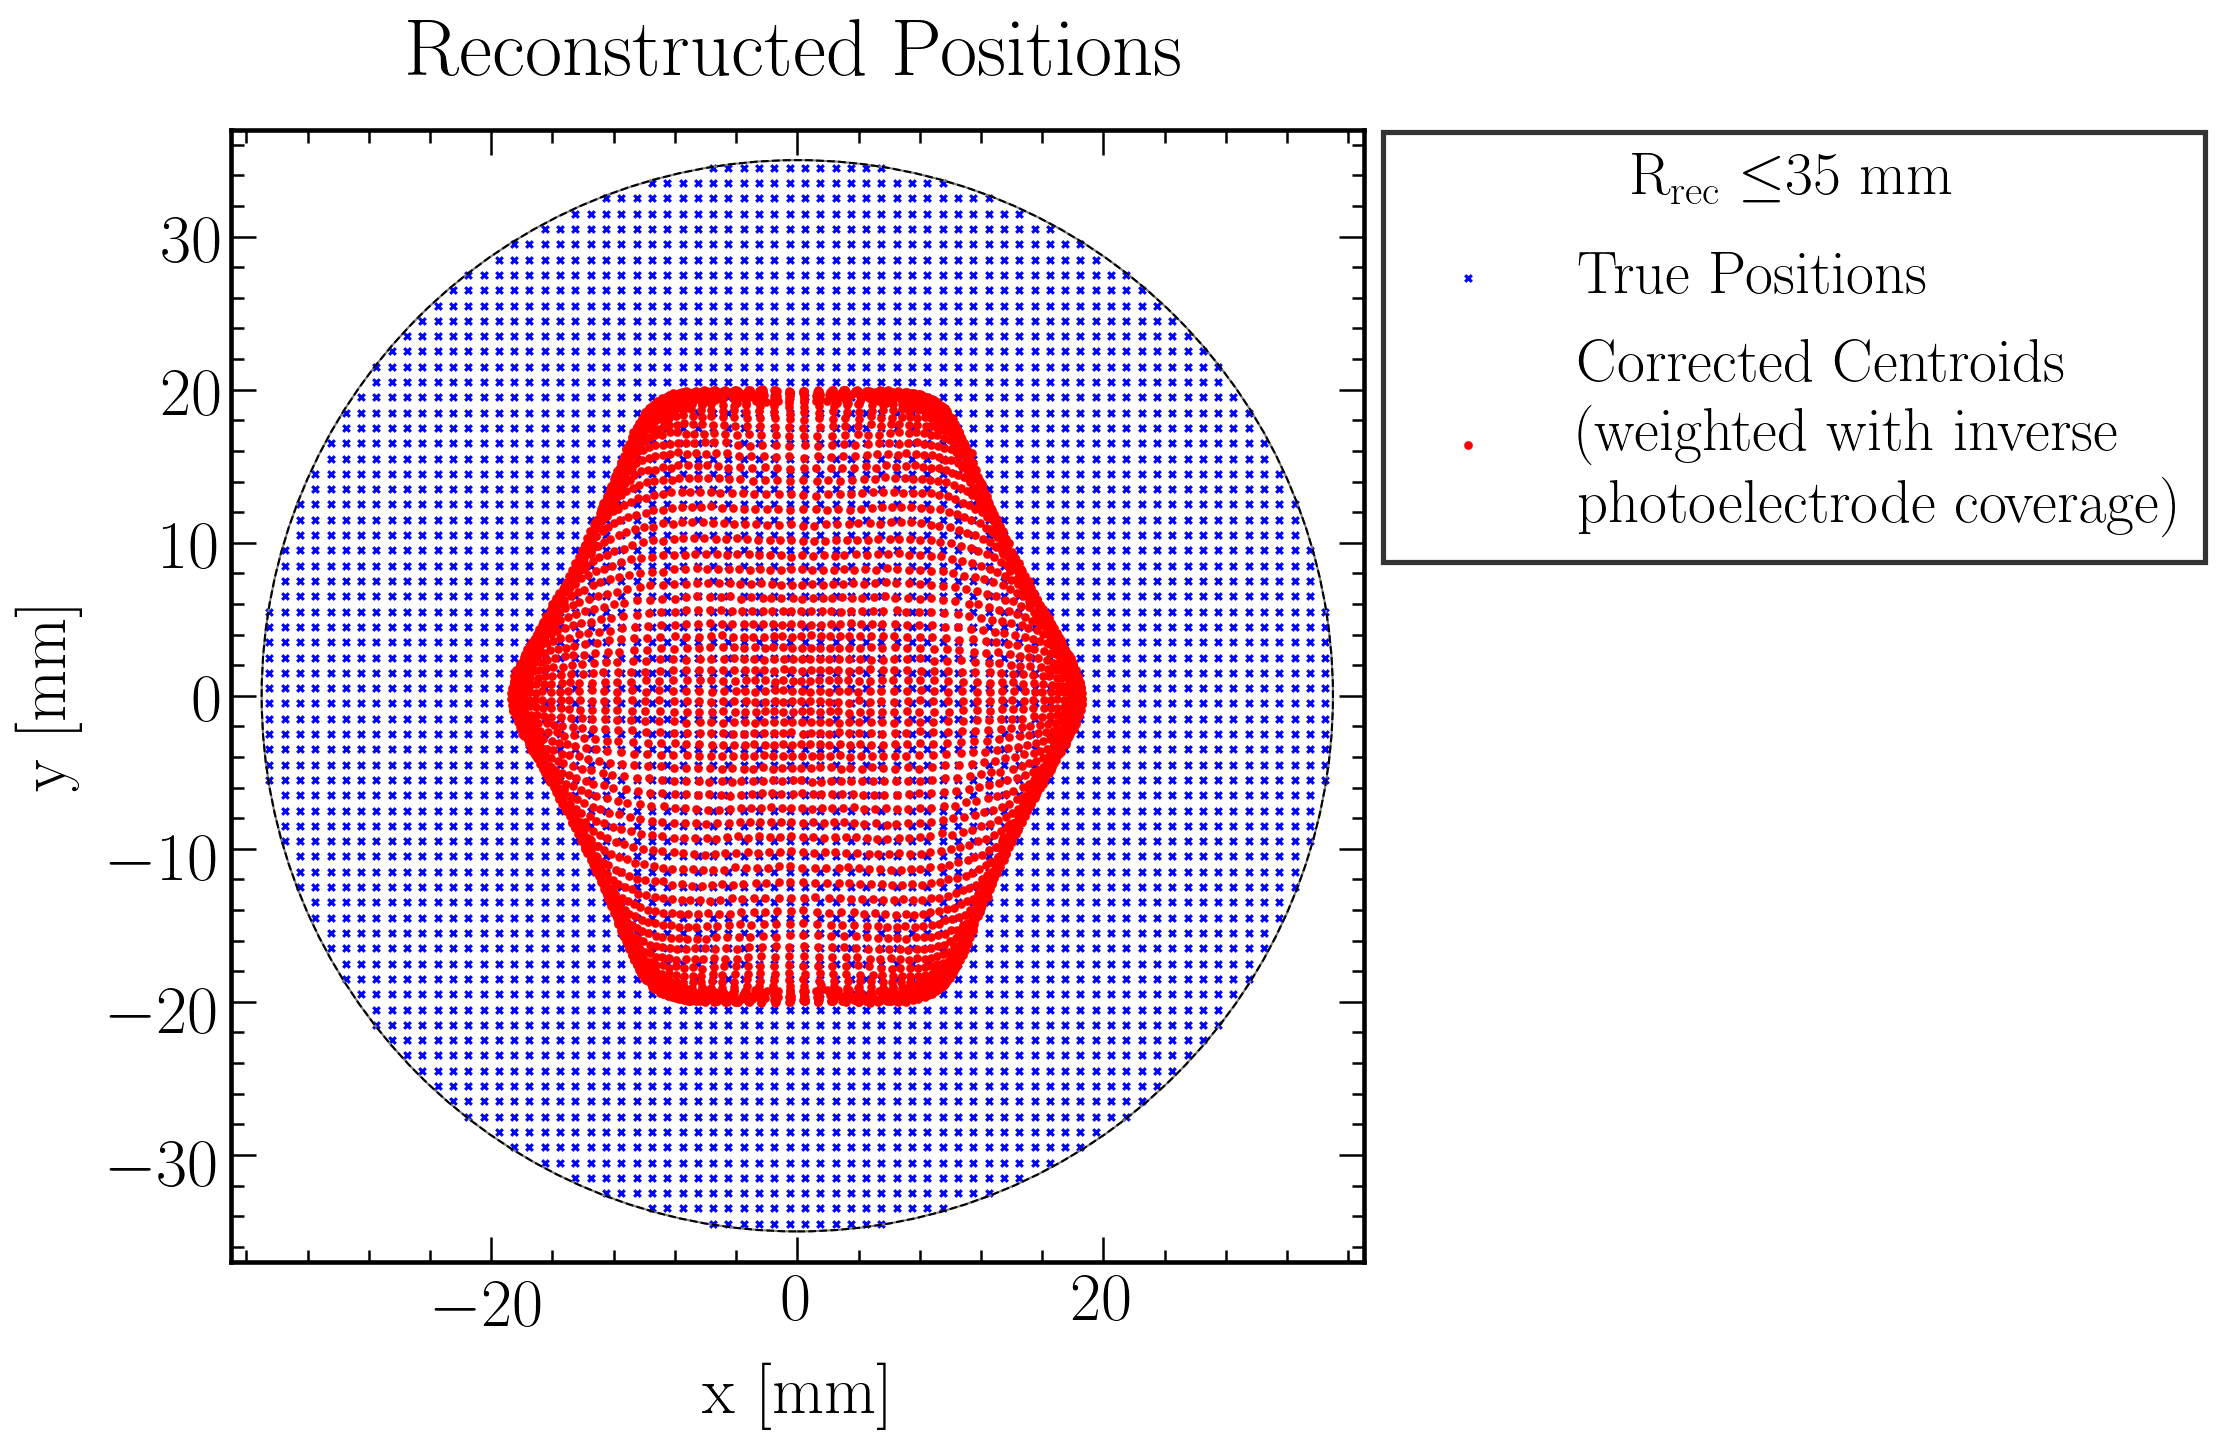 Reconstructed Positions
R_rec ≤35 mm
True Positions
Corrected Centroids
(weighted with inverse
photoelectrode coverage)
30
20
10
0
−10
−20
−30
y [mm]
−20 0 20
x [mm]